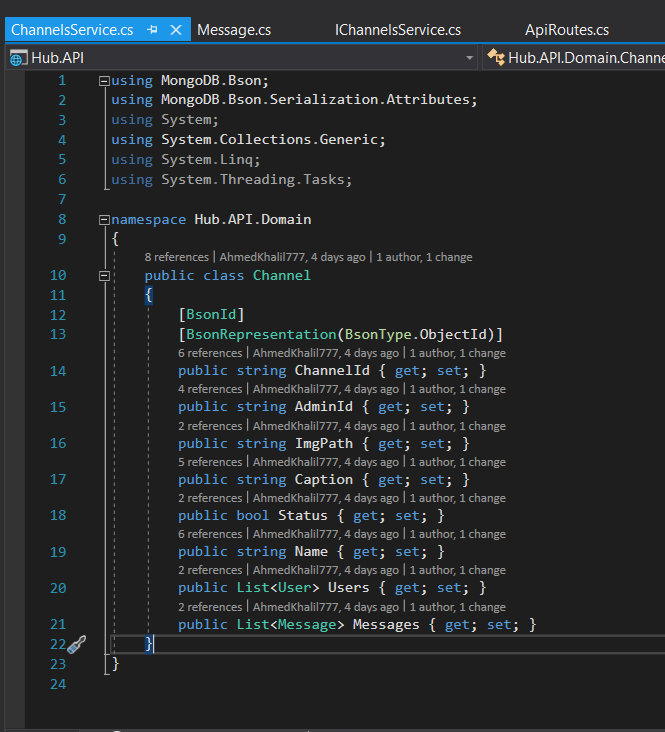 ChannelsService.cs Message.cs IChannelsService.cs ApiRoutes.cs
Hub.API Hub.API.Domain.Channe
1 using MongoDB.Bson;
2 using MongoDB.Bson.Serialization.Attributes;
3 using System;
4 using System.Collections.Generic;
5 using System.Linq;
6 using System.Threading.Tasks;
7
8 namespace Hub.API.Domain
9 {
8 references | AhmedKhalil777, 4 days ago | 1 author, 1 change
10 public class Channel
11 {
12 [BsonId]
13 [BsonRepresentation(BsonType.ObjectId)]
6 references | AhmedKhalil777, 4 days ago | 1 author, 1 change
14 public string ChannelId { get; set; }
4 references | AhmedKhalil777, 4 days ago | 1 author, 1 change
15 public string AdminId { get; set; }
2 references | AhmedKhalil777, 4 days ago | 1 author, 1 change
16 public string ImgPath { get; set; }
5 references | AhmedKhalil777, 4 days ago | 1 author, 1 change
17 public string Caption { get; set; }
2 references | AhmedKhalil777, 4 days ago | 1 author, 1 change
18 public bool Status { get; set; }
6 references | AhmedKhalil777, 4 days ago | 1 author, 1 change
19 public string Name { get; set; }
2 references | AhmedKhalil777, 4 days ago | 1 author, 1 change
20 public List<User> Users { get; set; }
2 references | AhmedKhalil777, 4 days ago | 1 author, 1 change
21 public List<Message> Messages { get; set; }
22 }
23 }
24